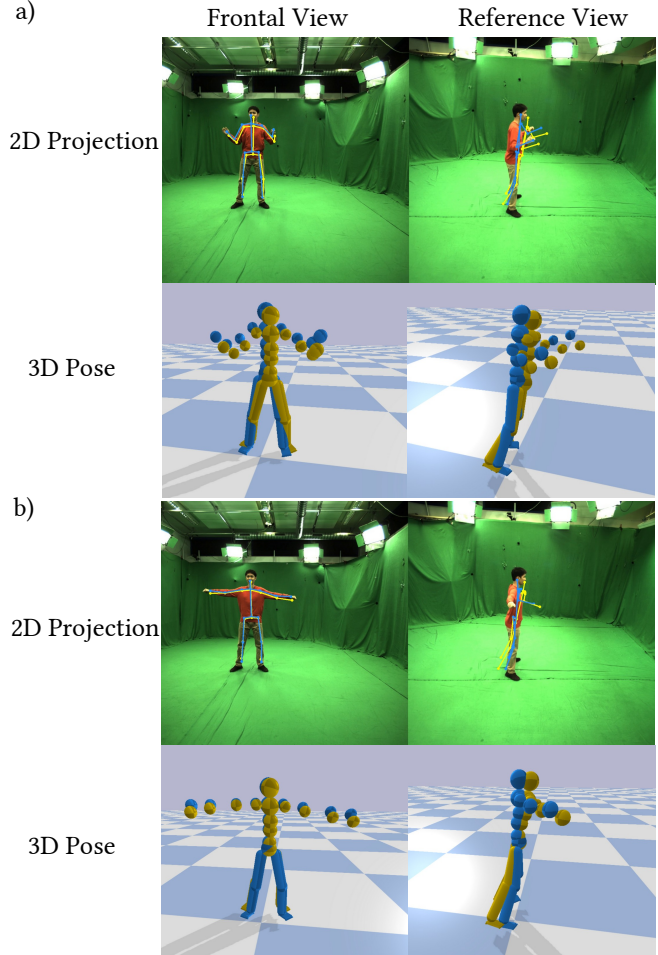 a)
Frontal View
Reference View
2D Projection
3D Pose
b)
2D Projection
3D Pose